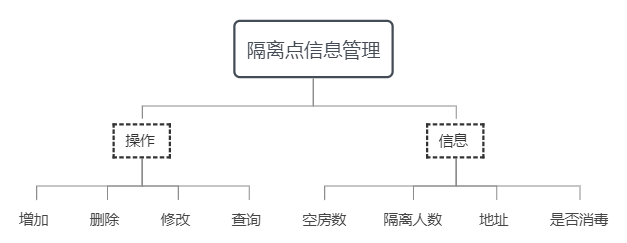 隔离点信息管理
操作
信息
增加
删除
修改
查询
空房数
隔离人数
地址
是否消毒